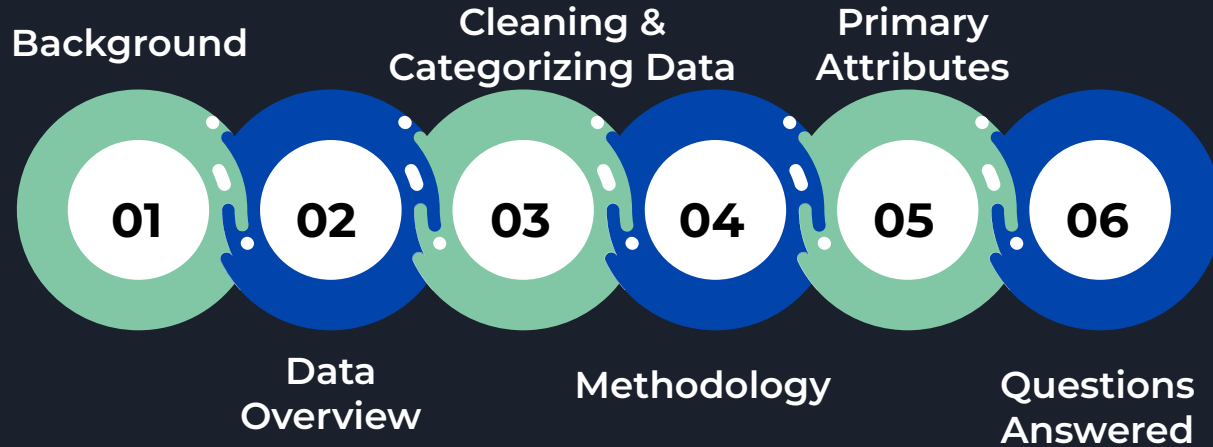 Background
Cleaning &
Categorizing Data
Primary
Attributes
01
02
03
04
05
06
Data
Overview
Methodology
Questions
Answered